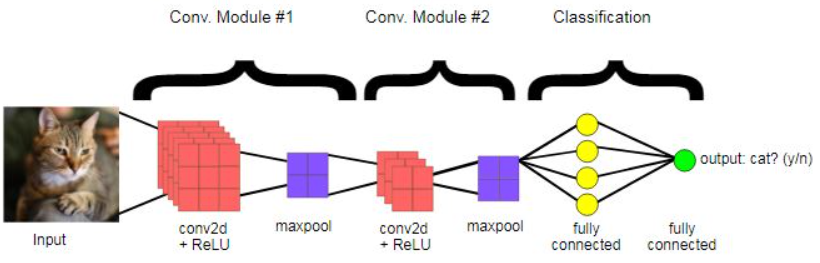 Conv. Module #1
Conv. Module #2
Classification
output: cat? (y/n)
Input
conv2d
+ ReLU
maxpool
conv2d
+ ReLU
maxpool
fully
connected
fully
connected